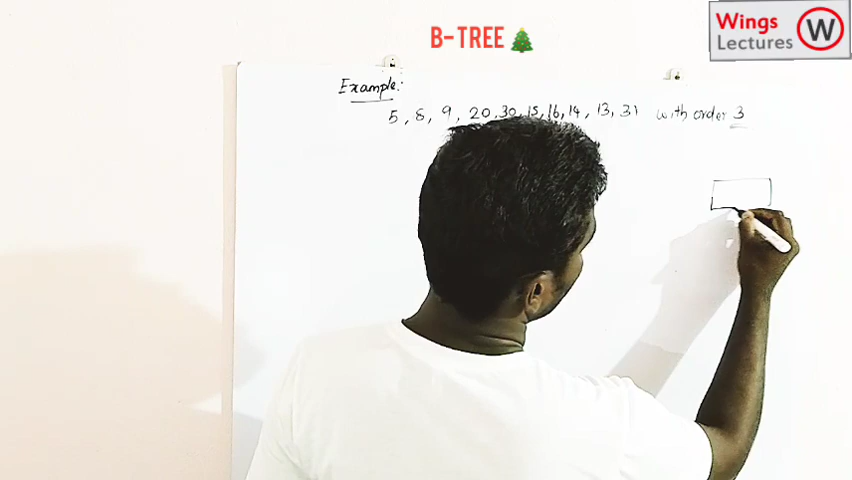 B-TREE
Wings
Lectures W
Example:
5, 8, 9, 20, 30, 15, 16, 14, 13, 31 with order 3